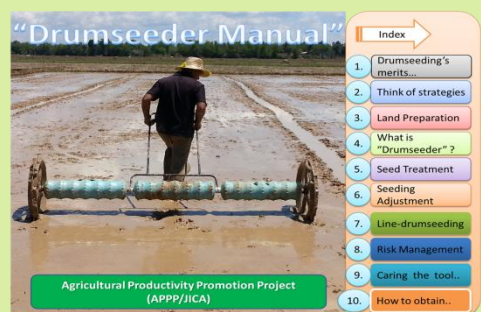 “Drumseeder Manual”
Index
1. Drumseeding's
merits...
2. Think of strategies
3. Land Preparation
4. What is
“Drumseeder” ?
5. Seed Treatment
6. Seeding
Adjustment
7. Line-drumseeding
8. Risk Management
9. Caring the tool..
10. How to obtain..
Agricultural Productivity Promotion Project
(APPP/JICA)